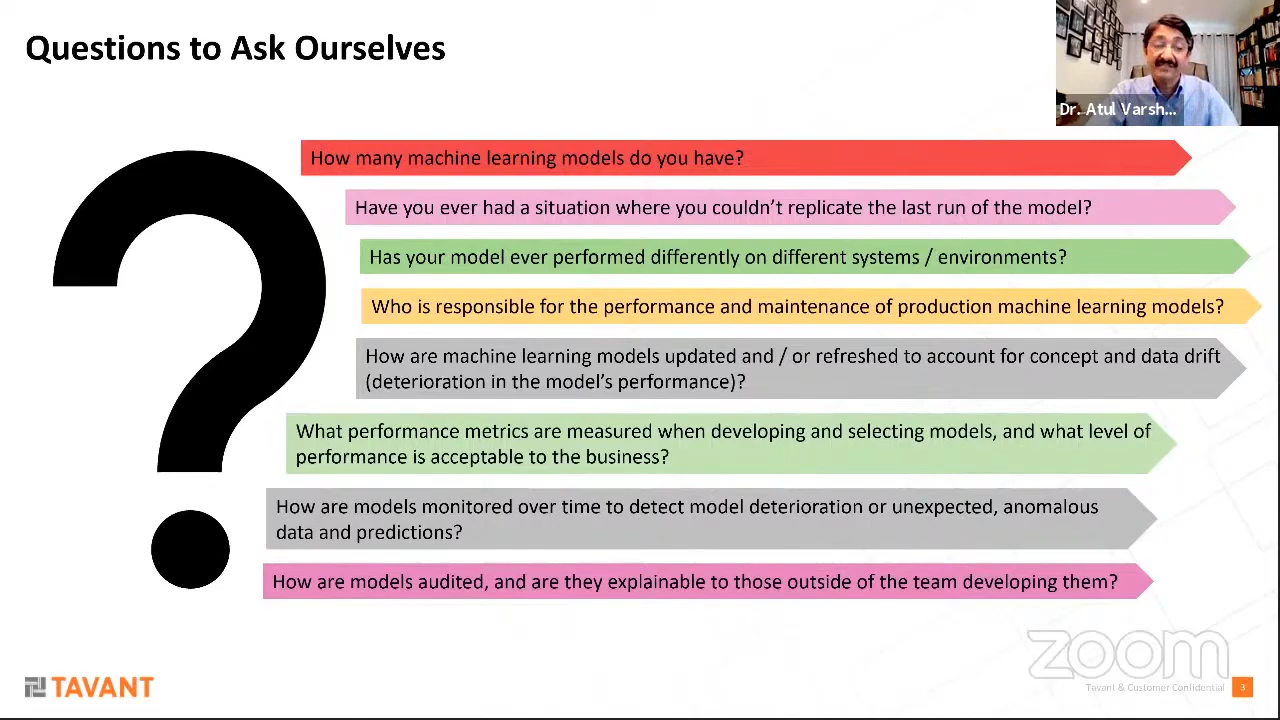 Questions to Ask Ourselves
Dr. Atul Varsh...
How many machine learning models do you have?
Have you ever had a situation where you couldn't replicate the last run of the model?
Has your model ever performed differently on different systems / environments?
Who is responsible for the performance and maintenance of production machine learning models?
How are machine learning models updated and / or refreshed to account for concept and data drift
(deterioration in the model's performance)?
What performance metrics are measured when developing and selecting models, and what level of
performance is acceptable to the business?
How are models monitored over time to detect model deterioration or unexpected, anomalous
data and predictions?
How are models audited, and are they explainable to those outside of the team developing them?
zoom
TAVANT
Tavant & Customer Confidential
3